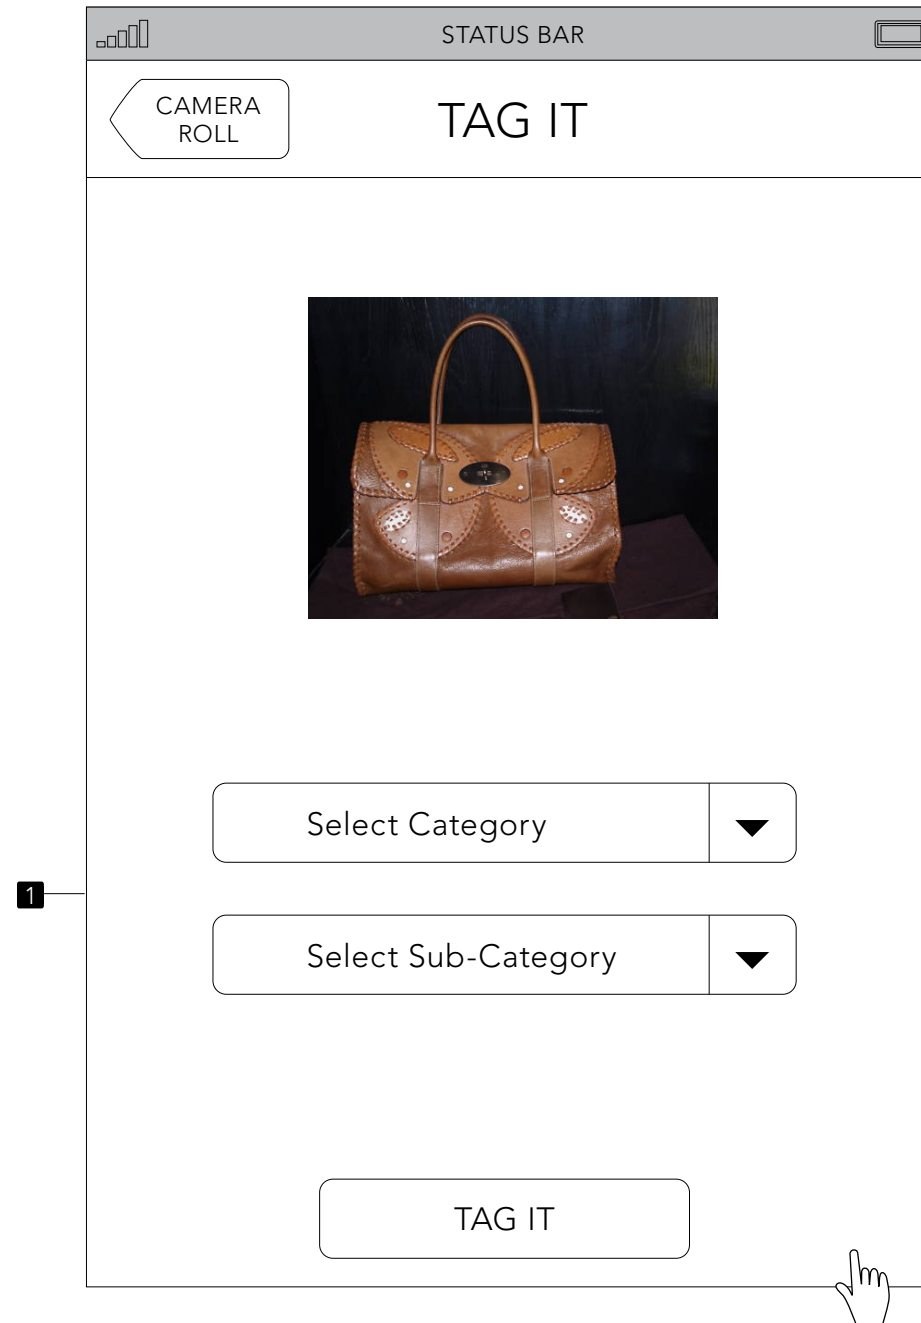 STATUS BAR
CAMERA
ROLL
TAG IT
Select Category
1
Select Sub-Category
TAG IT